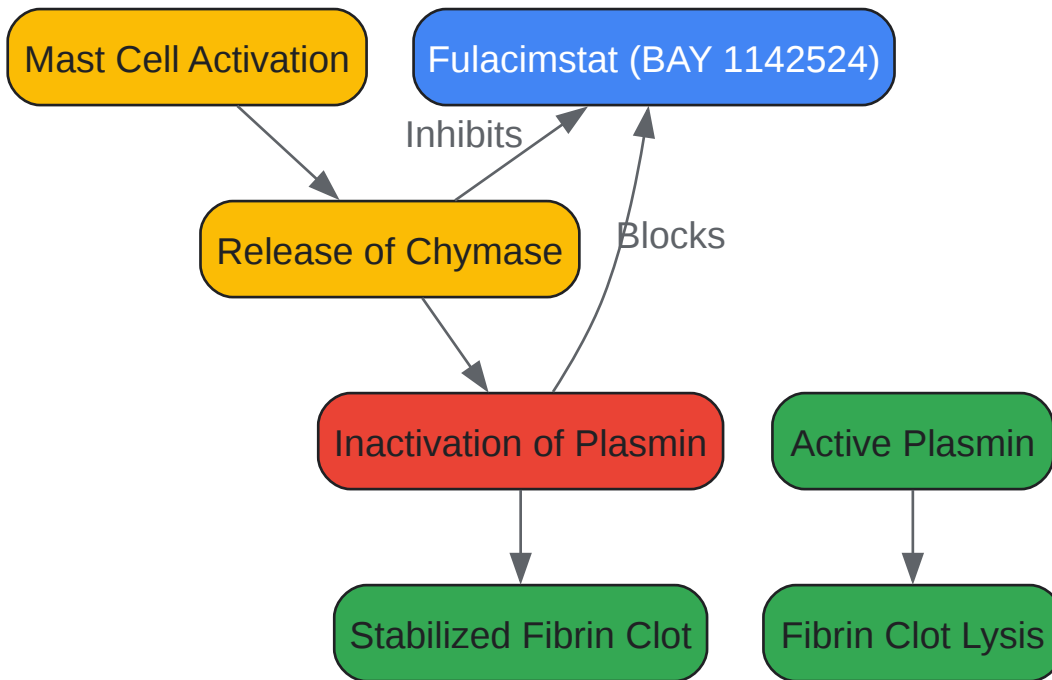 Mast Cell Activation
Fulacimstat (BAY 1142524)
Inhibits
Release of Chymase
Blocks
Inactivation of Plasmin
Active Plasmin
Stabilized Fibrin Clot
Fibrin Clot Lysis